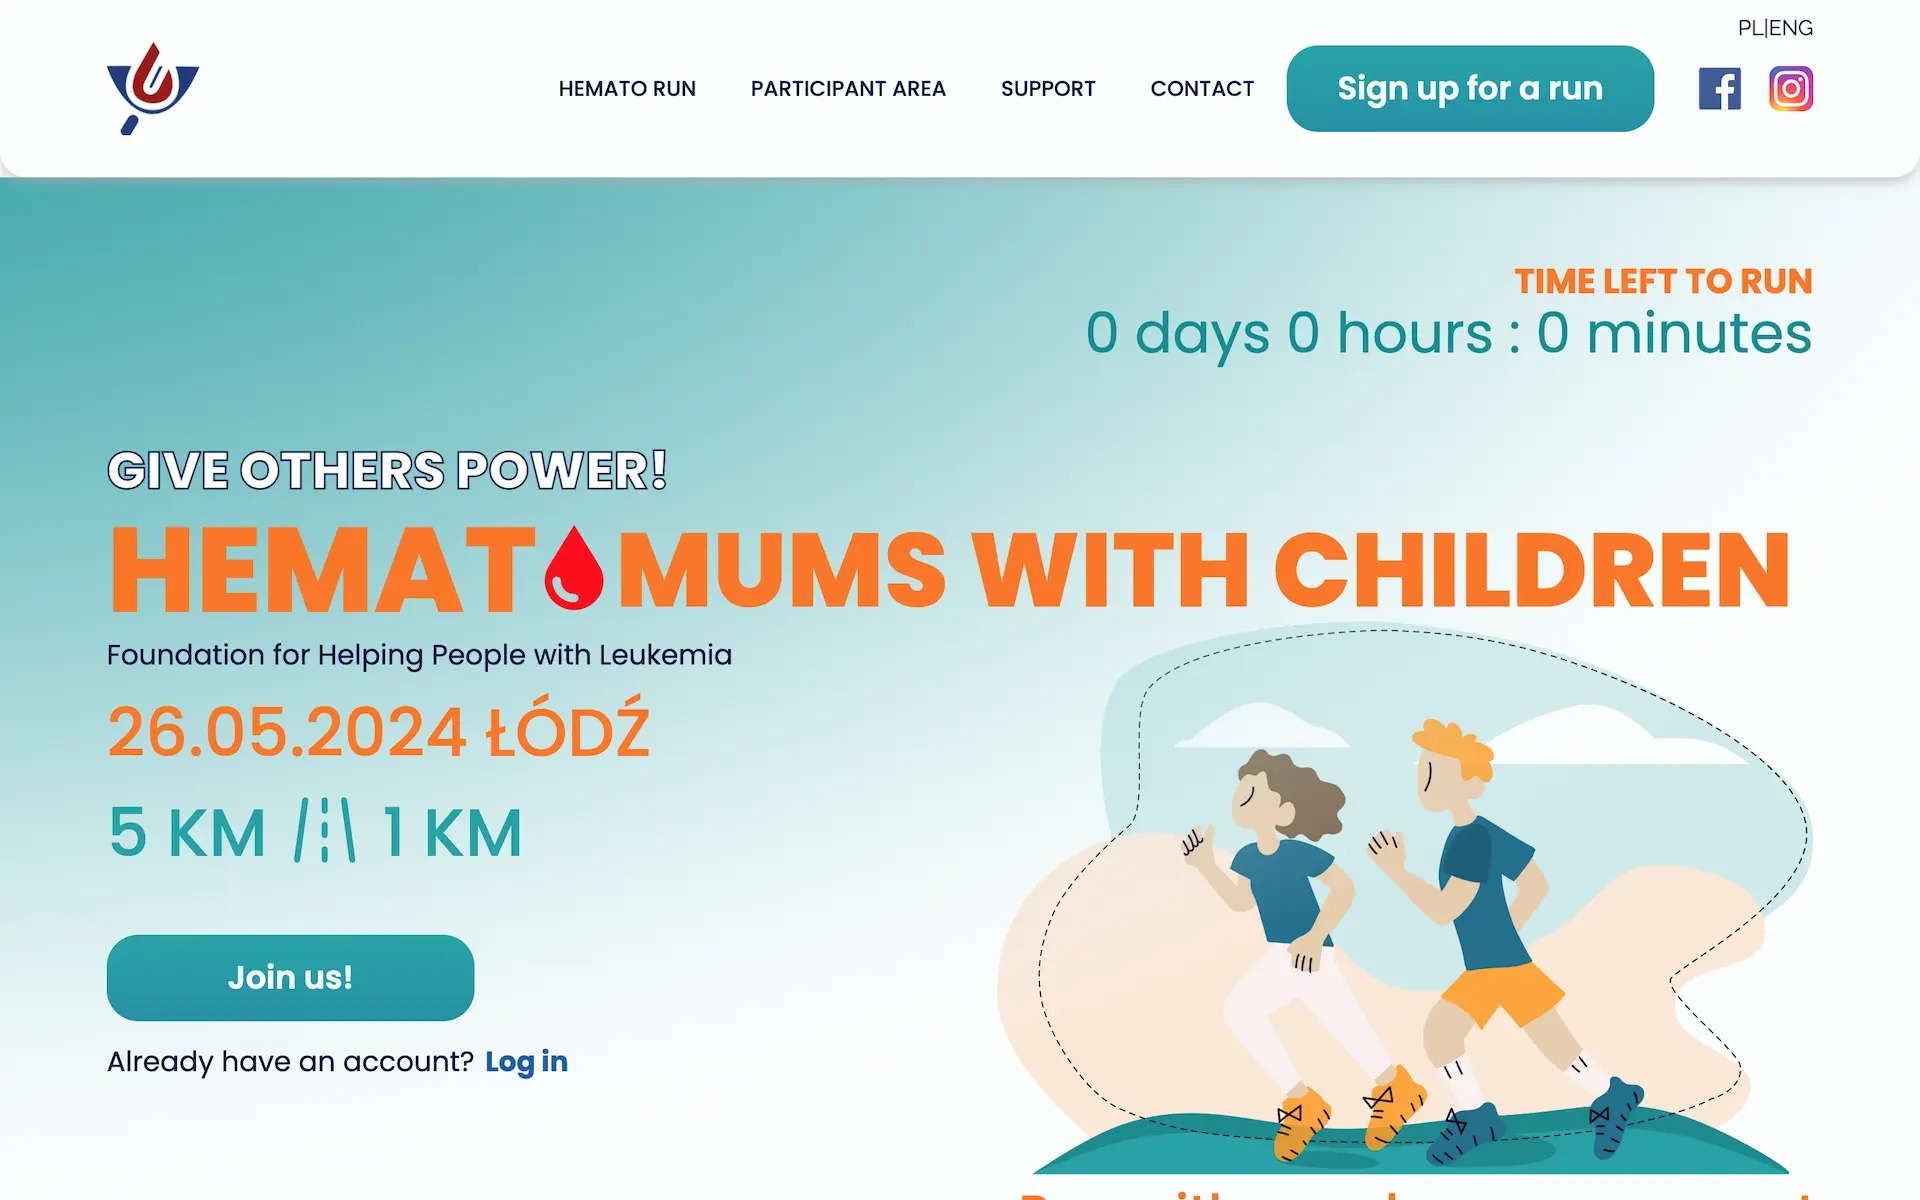 PL|ENG
HEMATO RUN PARTICIPANT AREA SUPPORT CONTACT Sign up for a run
TIME LEFT TO RUN
0 days 0 hours : 0 minutes
GIVE OTHERS POWER!
HEMAT MUMS WITH CHILDREN
Foundation for Helping People with Leukemia
26.05.2024 ŁÓDŹ
5 KM 1 KM
Join us!
Already have an account? Log in